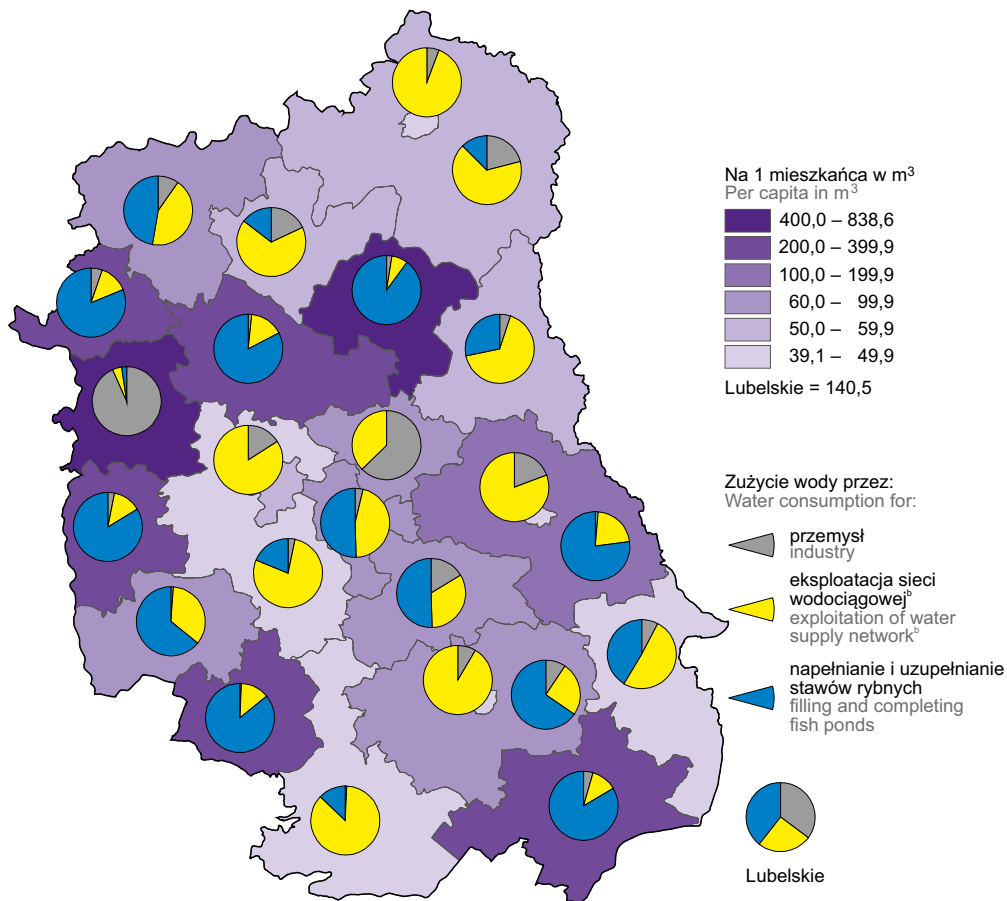 Na 1 mieszkańca w m³
Per capita in m³
400,0 – 838,6
200,0 – 399,9
100,0 – 199,9
60,0 – 99,9
50,0 – 59,9
39,1 – 49,9
Lubelskie = 140,5
Zużycie wody przez:
Water consumption for:
przemysł
industry
eksploatacja sieci
wodociągowejᵇ
exploitation of water
supply networkᵇ
napełnianie i uzupełnianie
stawów rybnych
filling and completing
fish ponds
Lubelskie